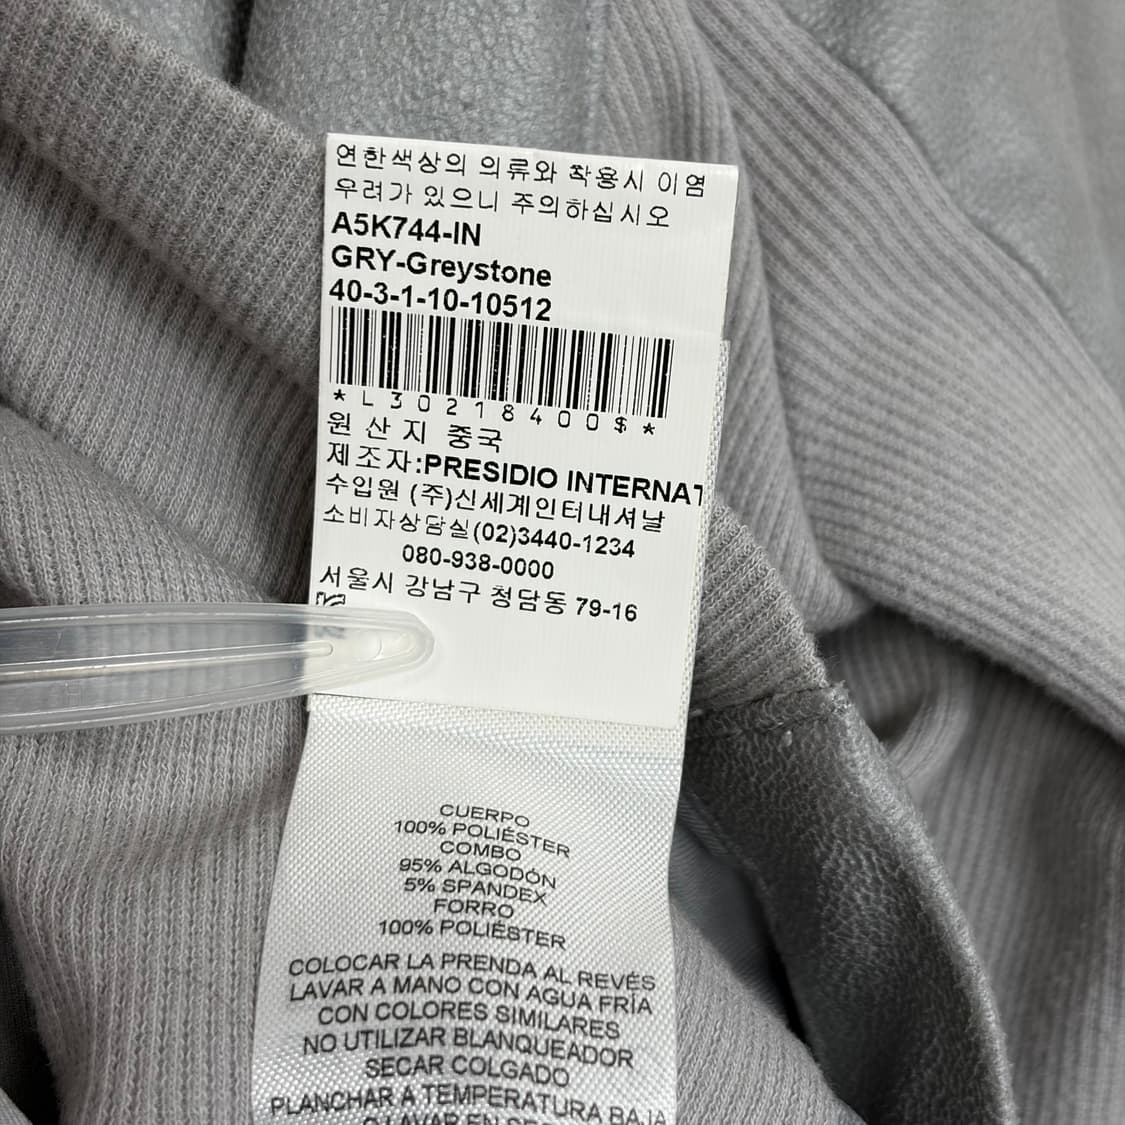 연한색상의 의류와 착용시 이염
우려가 있으니 주의하십시오
A5K744-IN
GRY-Greystone
40-3-1-10-10512
*L30218400$*
원 산 지 중국
제조자:PRESIDIO INTERNAT
수입원 (주)신세계인터내셔날
소비자상담실(02)3440-1234
080-938-0000
서울시 강남구 청담동 79-16
CUERPO
100% POLIÉSTER
COMBO
95% ALGODÓN
5% SPANDEX
FORRO
100% POLIÉSTER
COLOCAR LA PRENDA AL REVÉS
LAVAR A MANO CON AGUA FRÍA
CON COLORES SIMILARES
NO UTILIZAR BLANQUEADOR
SECAR COLGADO
PLANCHAR A TEMPERATURA BAJA
O LAVAR EN